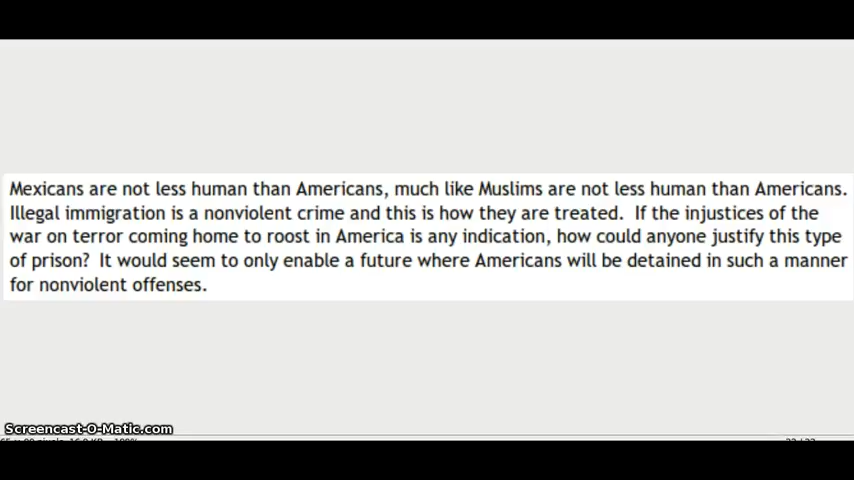 Mexicans are not less human than Americans, much like Muslims are not less human than Americans.
Illegal immigration is a nonviolent crime and this is how they are treated.  If the injustices of the
war on terror coming home to roost in America is any indication, how could anyone justify this type
of prison?  It would seem to only enable a future where Americans will be detained in such a manner
for nonviolent offenses.
Screencast-O-Matic.com